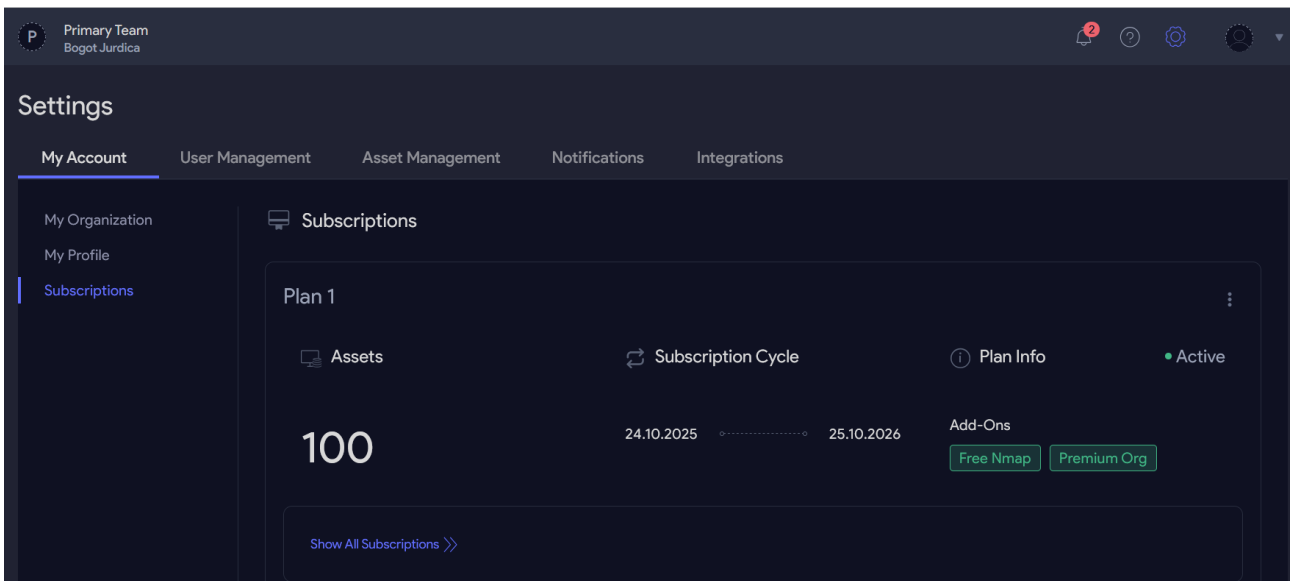 P
Primary Team
Bogot Jurdica
2
Settings
My Account
User Management
Asset Management
Notifications
Integrations
My Organization
My Profile
Subscriptions
Subscriptions
Plan 1
Assets
100
Subscription Cycle
24.10.2025
25.10.2026
Plan Info
Active
Add-Ons
Free Nmap
Premium Org
Show All Subscriptions